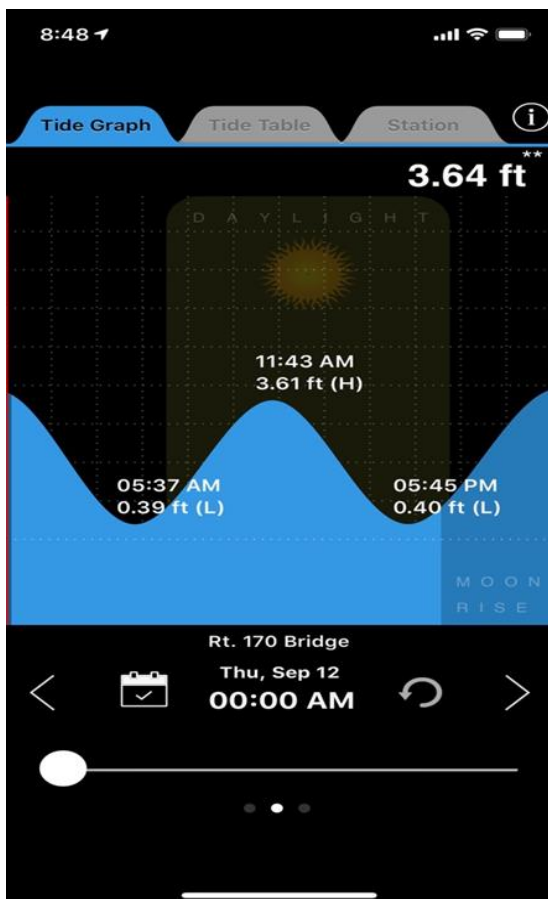 8:48
Tide Graph
Tide Table
Station
i
3.64 ft**
DAYLIGHT
11:43 AM
3.61 ft (H)
05:37 AM
0.39 ft (L)
05:45 PM
0.40 ft (L)
MOON
RISE
Rt. 170 Bridge
Thu, Sep 12
00:00 AM